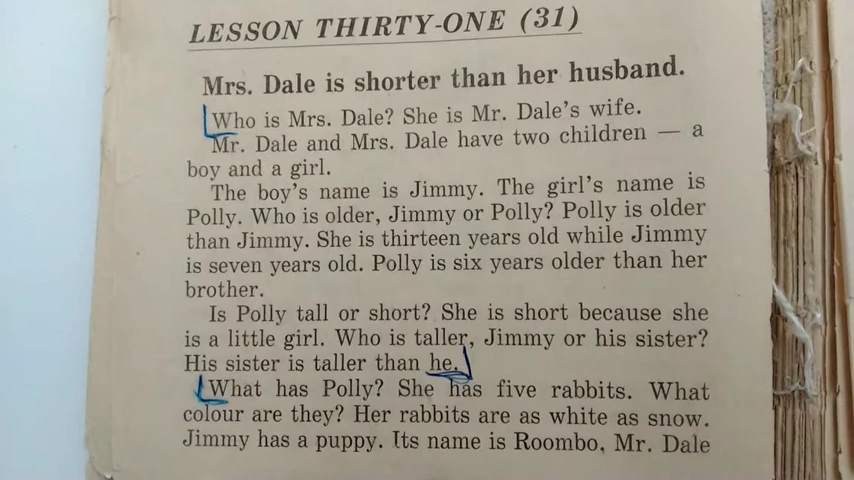 LESSON THIRTY-ONE (31)
Mrs. Dale is shorter than her husband.
Who is Mrs. Dale? She is Mr. Dale's wife.
Mr. Dale and Mrs. Dale have two children — a
boy and a girl.
The boy's name is Jimmy. The girl's name is
Polly. Who is older, Jimmy or Polly? Polly is older
than Jimmy. She is thirteen years old while Jimmy
is seven years old. Polly is six years older than her
brother.
Is Polly tall or short? She is short because she
is a little girl. Who is taller, Jimmy or his sister?
His sister is taller than he.
What has Polly? She has five rabbits. What
colour are they? Her rabbits are as white as snow.
Jimmy has a puppy. Its name is Roombo. Mr. Dale